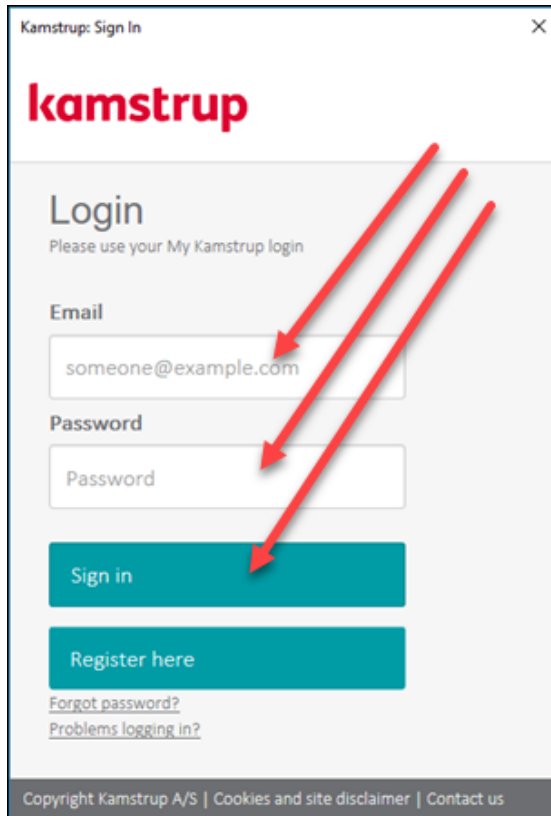 Kamstrup: Sign In
kamstrup
Login
Please use your My Kamstrup login
Email
someone@example.com
Password
Password
Sign in
Register here
Forgot password?
Problems logging in?
Copyright Kamstrup A/S | Cookies and site disclaimer | Contact us